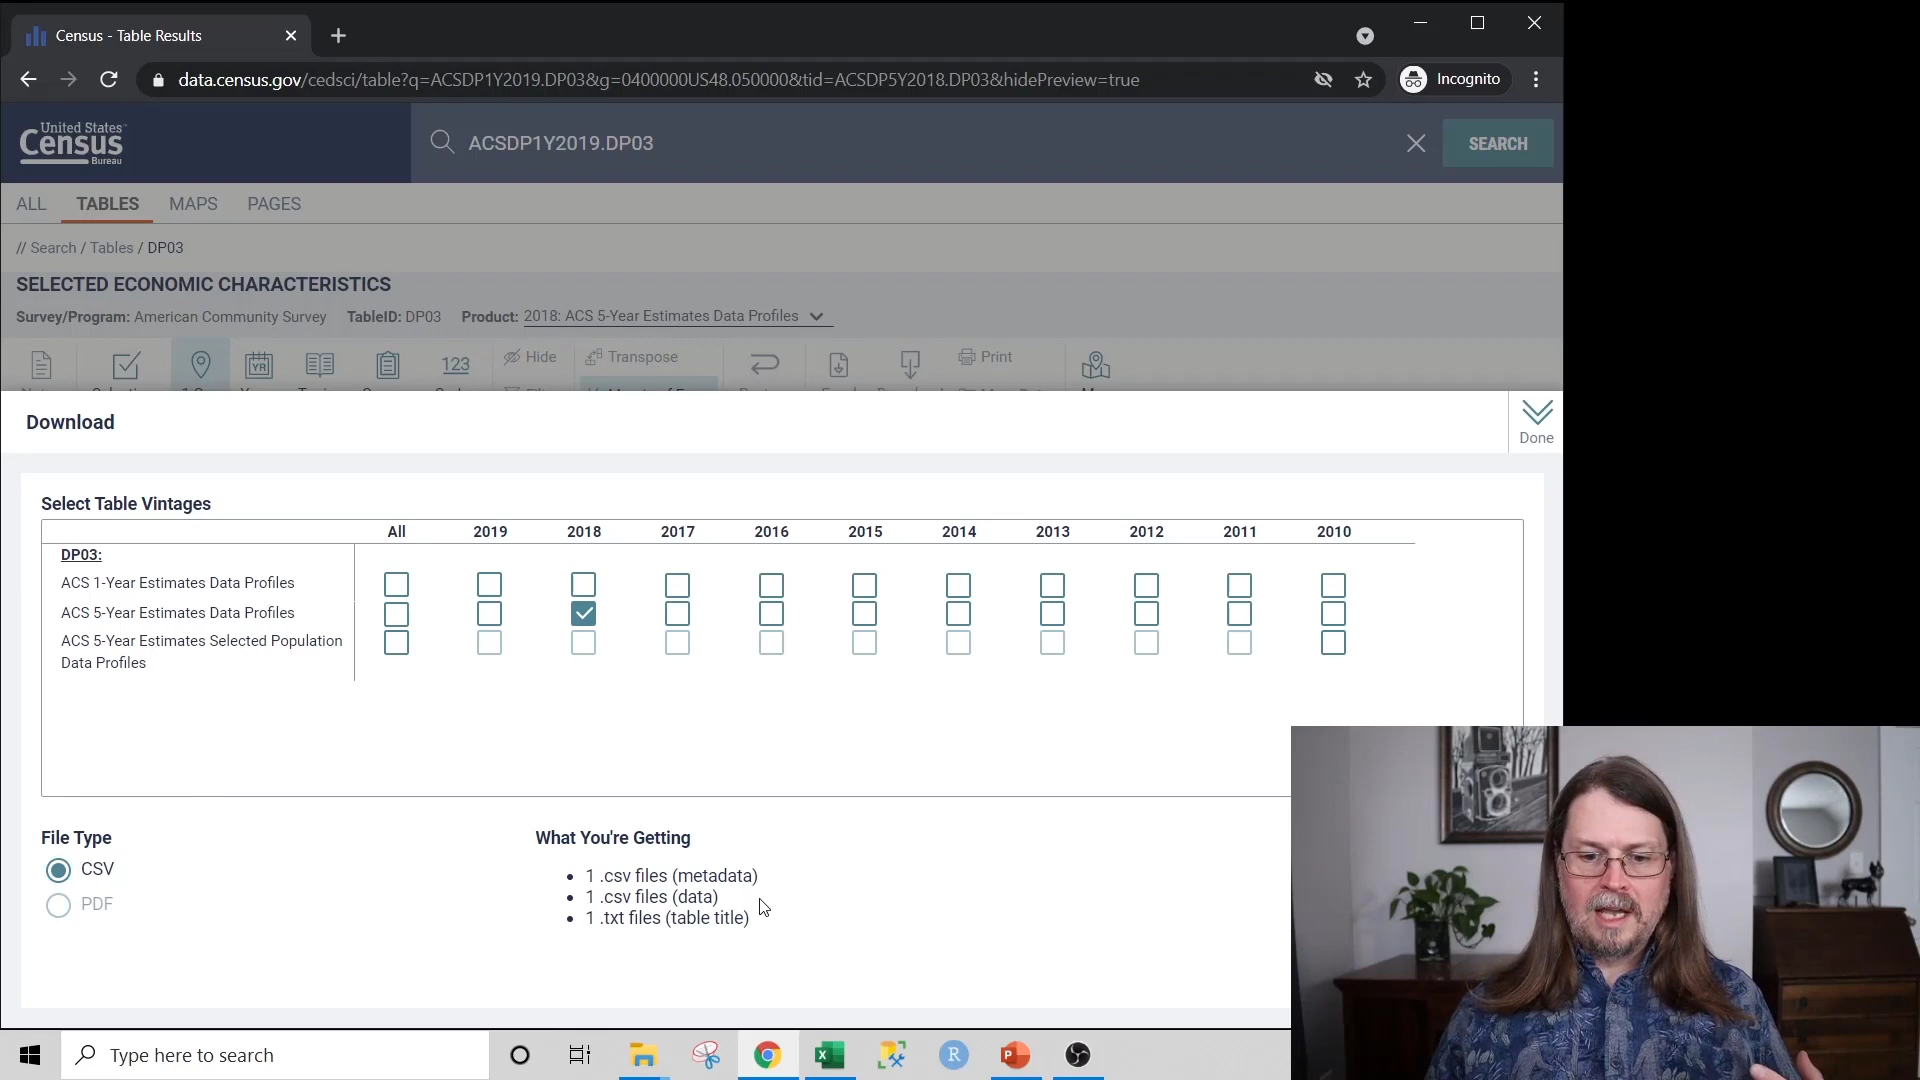 Census - Table Results
data.census.gov/cedsci/table?q=ACSDP1Y2019.DP03&g=0400000US48.050000&tid=ACSDP5Y2018.DP03&hidePreview=true
Incognito
United States
Census
Bureau
ACSDP1Y2019.DP03
SEARCH
ALL TABLES MAPS PAGES
// Search / Tables / DP03
SELECTED ECONOMIC CHARACTERISTICS
Survey/Program: American Community Survey TableID: DP03 Product: 2018: ACS 5-Year Estimates Data Profiles
YR 123 Hide Transpose Print
Download
Done
Select Table Vintages
All 2019 2018 2017 2016 2015 2014 2013 2012 2011 2010
DP03:
ACS 1-Year Estimates Data Profiles
ACS 5-Year Estimates Data Profiles
ACS 5-Year Estimates Selected Population
Data Profiles
File Type
CSV
PDF
What You're Getting
• 1 .csv files (metadata)
• 1 .csv files (data)
• 1 .txt files (table title)
Type here to search